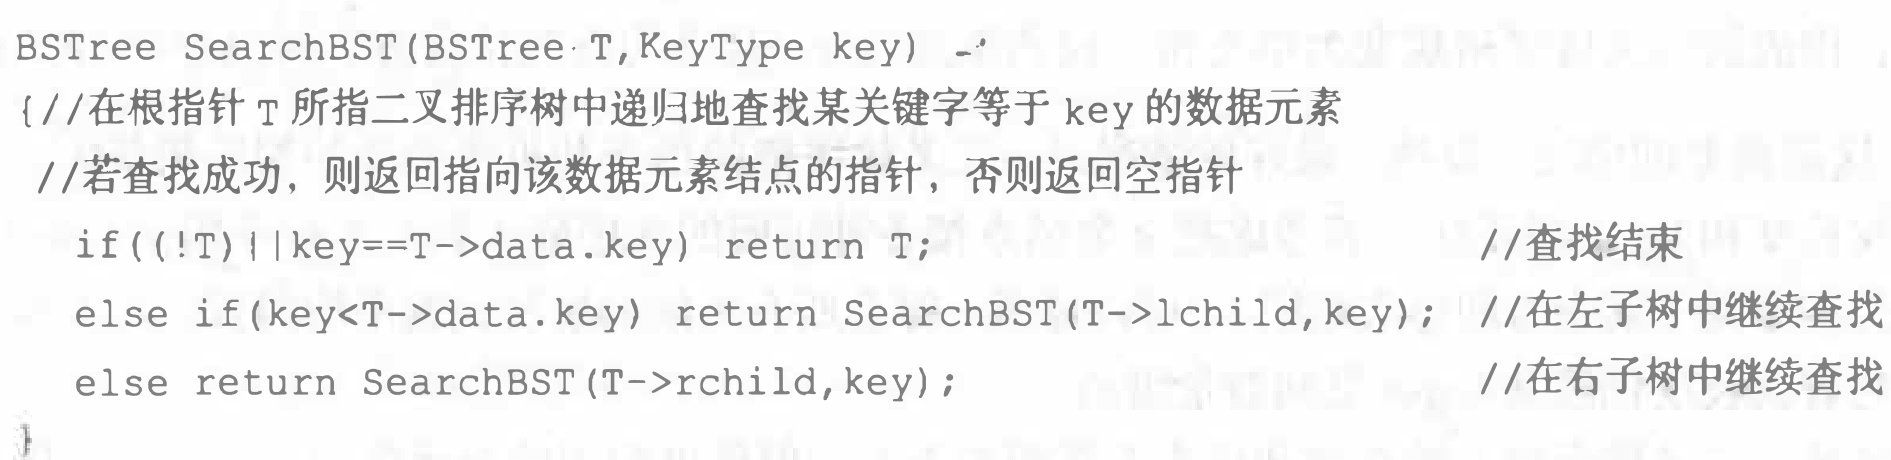 BSTree SearchBST(BSTree T,KeyType key)
{//在根指针 T 所指二叉排序树中递归地查找某关键字等于 key 的数据元素
//若查找成功，则返回指向该数据元素结点的指针，否则返回空指针
if((!T)||key==T->data.key) return T; //查找结束
else if(key<T->data.key) return SearchBST(T->lchild,key); //在左子树中继续查找
else return SearchBST(T->rchild,key); //在右子树中继续查找
}